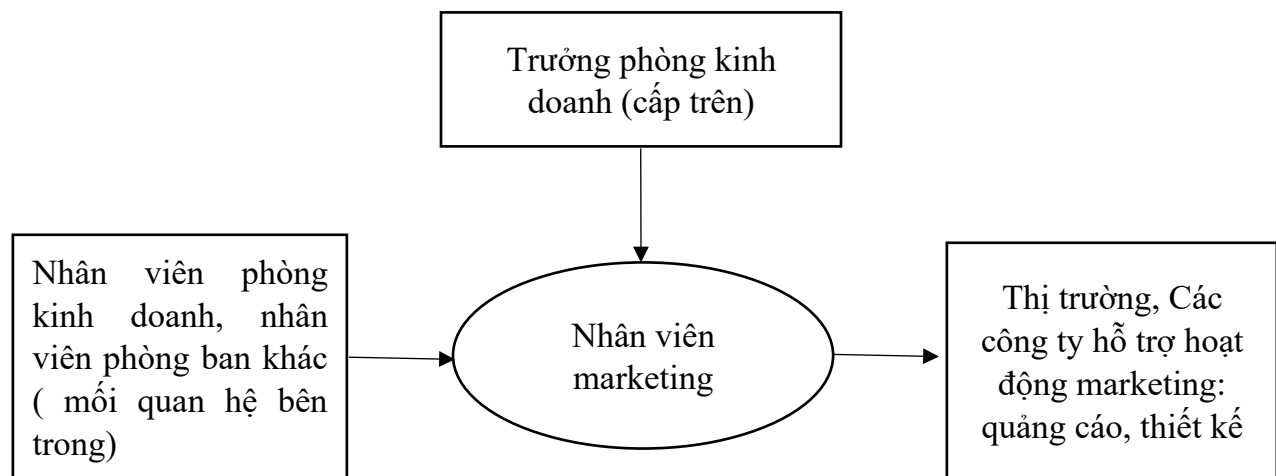 Trưởng phòng kinh
doanh (cấp trên)
Nhân viên phòng
kinh doanh, nhân
viên phòng ban khác
( mối quan hệ bên
trong)
Nhân viên
marketing
Thị trường, Các
công ty hỗ trợ hoạt
động marketing:
quảng cáo, thiết kế